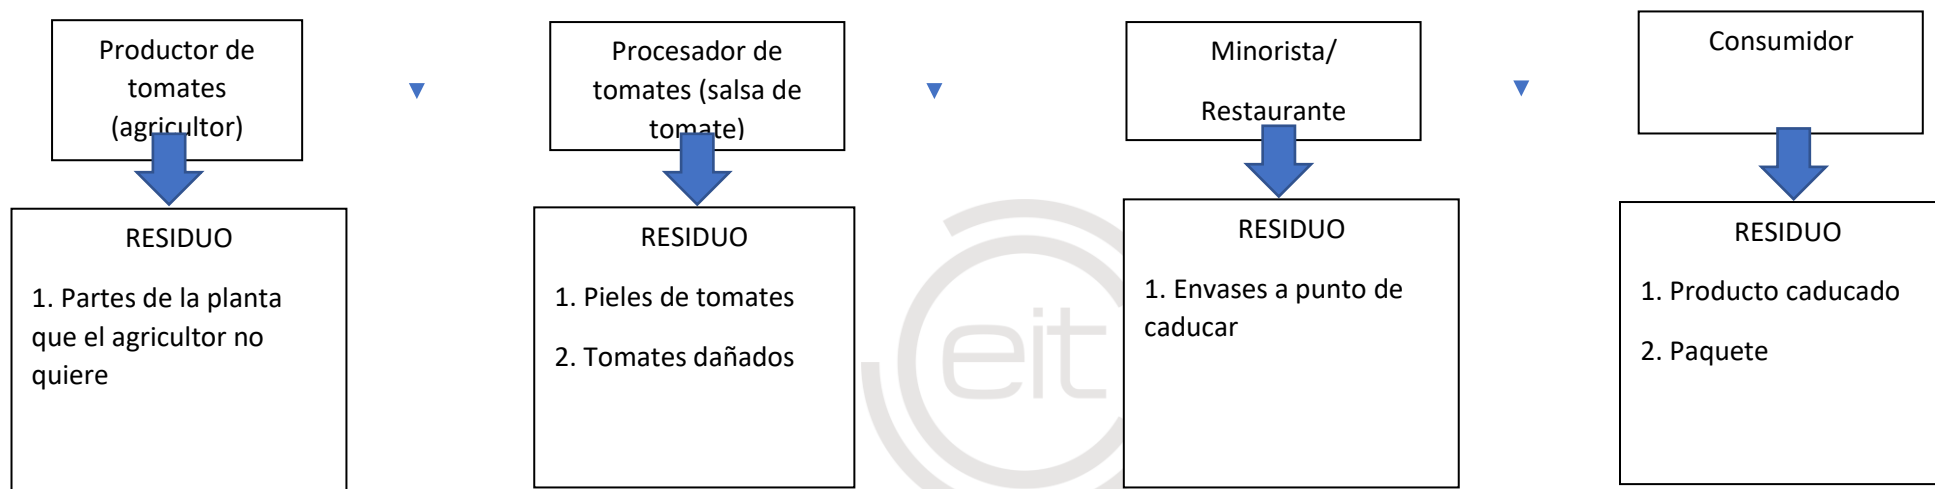 Productor de
tomates
(agricultor)
Procesador de
tomates (salsa de
tomate)
Minorista/
Restaurante
Consumidor
RESIDUO
1. Partes de la planta
que el agricultor no
quiere
RESIDUO
1. Pieles de tomates
2. Tomates dañados
RESIDUO
1. Envases a punto de
caducar
RESIDUO
1. Producto caducado
2. Paquete
eit